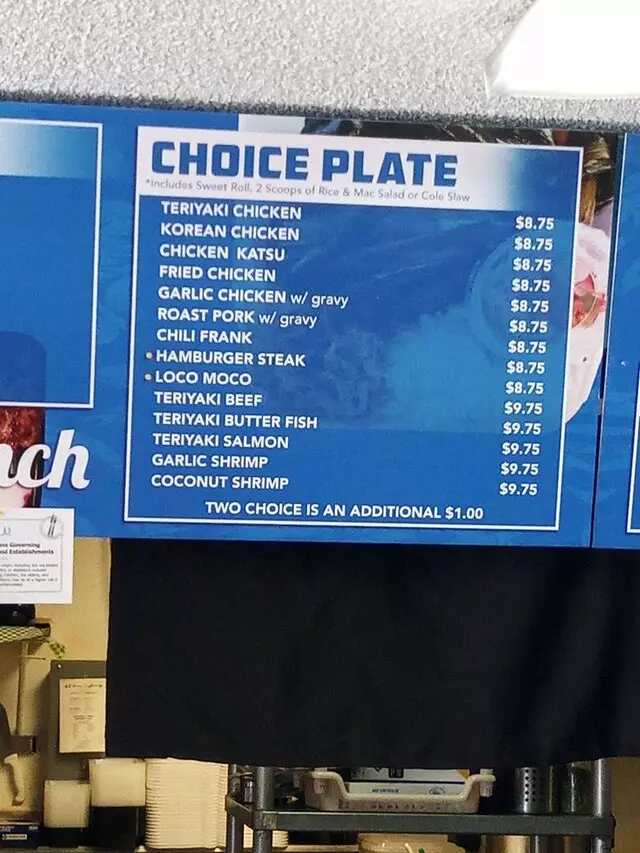 CHOICE PLATE
*Includes Sweet Roll, 2 Scoops of Rice & Mac Salad or Cole Slaw
TERIYAKI CHICKEN $8.75
KOREAN CHICKEN $8.75
CHICKEN KATSU $8.75
FRIED CHICKEN $8.75
GARLIC CHICKEN w/ gravy $8.75
ROAST PORK w/ gravy $8.75
CHILI FRANK $8.75
• HAMBURGER STEAK $8.75
• LOCO MOCO $8.75
TERIYAKI BEEF $9.75
TERIYAKI BUTTER FISH $9.75
TERIYAKI SALMON $9.75
GARLIC SHRIMP $9.75
COCONUT SHRIMP $9.75
TWO CHOICE IS AN ADDITIONAL $1.00
nch
ns Governing
od Establishments